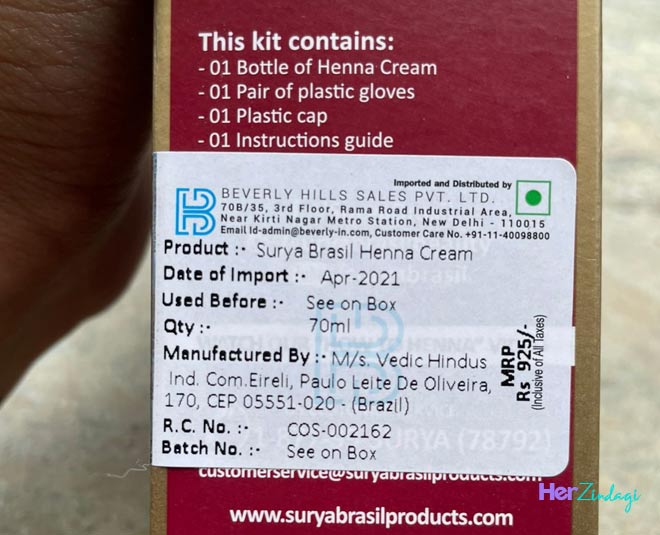 This kit contains:
- 01 Bottle of Henna Cream
- 01 Pair of plastic gloves
- 01 Plastic cap
- 01 Instructions guide
Imported and Distributed by
BEVERLY HILLS SALES PVT. LTD.
70B/35, 3rd Floor, Rama Road Industrial Area,
Near Kirti Nagar Metro Station, New Delhi - 110015
Email Id-admin@beverly-in.com, Customer Care No. +91-11-40098800
Product :- Surya Brasil Henna Cream
Date of Import :- Apr-2021
Used Before :- See on Box
Qty :- 70ml
Manufactured By :- M/s. Vedic Hindus
Ind. Com.Eireli, Paulo Leite De Oliveira,
170, CEP 05551-020 - (Brazil)
R.C. No. :- COS-002162
Batch No. :- See on Box
MRP
Rs 925/-
(Inclusive of All Taxes)
SURYA (78792)
customerservice@suryabrasilproducts.com
www.suryabrasilproducts.com
HerZindagi